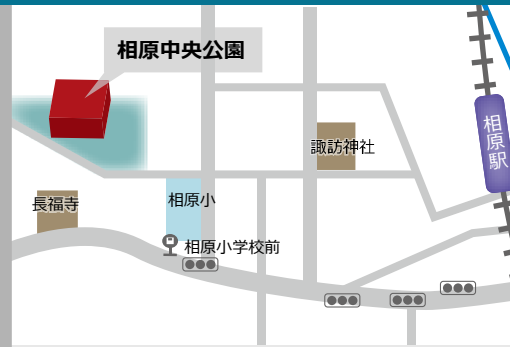 相原中央公園
相原駅
諏訪神社
長福寺
相原小
相原小学校前